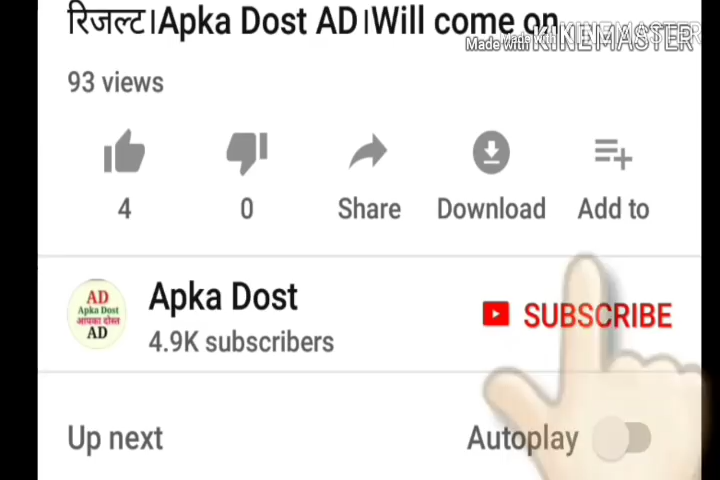 रिजल्ट।Apka Dost AD।Will come on
Made with KINEMASTER
93 views
4
0
Share
Download
Add to
AD
Apka Dost
आपका दोस्त
AD
Apka Dost
4.9K subscribers
SUBSCRIBE
Up next
Autoplay